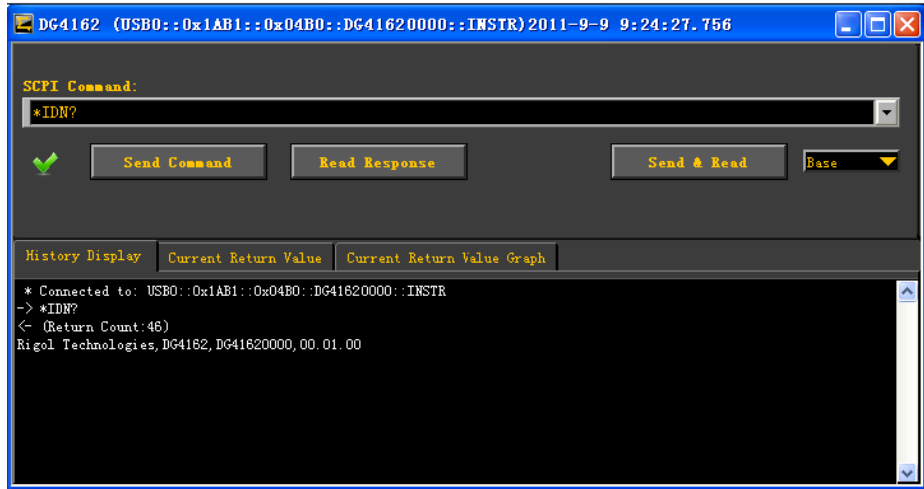 DG4162 (USB0::0x1AB1::0x04B0::DG41620000::INSTR)2011-9-9 9:24:27.756
SCPI Command:
*IDN?
Send Command Read Response Send & Read Base
History Display Current Return Value Current Return Value Graph
* Connected to: USB0::0x1AB1::0x04B0::DG41620000::INSTR
-> *IDN?
<- (Return Count:46)
Rigol Technologies,DG4162,DG41620000,00.01.00